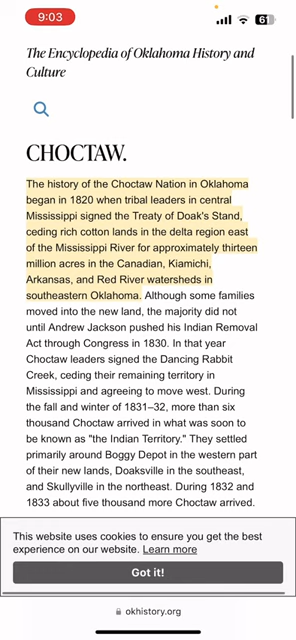 9:03
61
The Encyclopedia of Oklahoma History and
Culture
CHOCTAW.
The history of the Choctaw Nation in Oklahoma
began in 1820 when tribal leaders in central
Mississippi signed the Treaty of Doak's Stand,
ceding rich cotton lands in the delta region east
of the Mississippi River for approximately thirteen
million acres in the Canadian, Kiamichi,
Arkansas, and Red River watersheds in
southeastern Oklahoma. Although some families
moved into the new land, the majority did not
until Andrew Jackson pushed his Indian Removal
Act through Congress in 1830. In that year
Choctaw leaders signed the Dancing Rabbit
Creek, ceding their remaining territory in
Mississippi and agreeing to move west. During
the fall and winter of 1831–32, more than six
thousand Choctaw arrived in what was soon to
be known as "the Indian Territory." They settled
primarily around Boggy Depot in the western part
of their new lands, Doaksville in the southeast,
and Skullyville in the northeast. During 1832 and
1833 about five thousand more Choctaw arrived.
This website uses cookies to ensure you get the best
experience on our website. Learn more
Got it!
okhistory.org